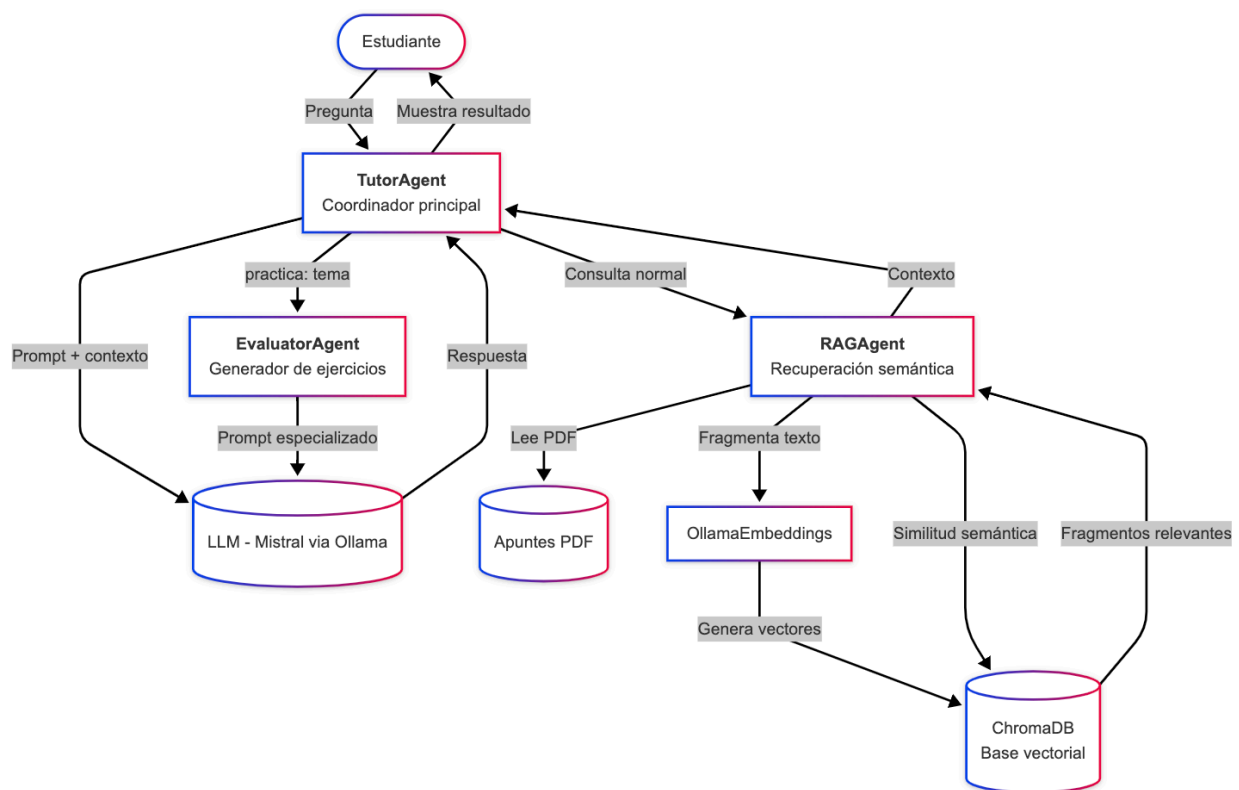 Estudiante
Pregunta
Muestra resultado
TutorAgent
Coordinador principal
practica: tema
Consulta normal
Contexto
EvaluatorAgent
Generador de ejercicios
RAGAgent
Recuperación semántica
Prompt + contexto
Respuesta
Prompt especializado
Lee PDF
Fragmenta texto
LLM - Mistral via Ollama
Apuntes PDF
OllamaEmbeddings
Similitud semántica
Fragmentos relevantes
Genera vectores
ChromaDB
Base vectorial